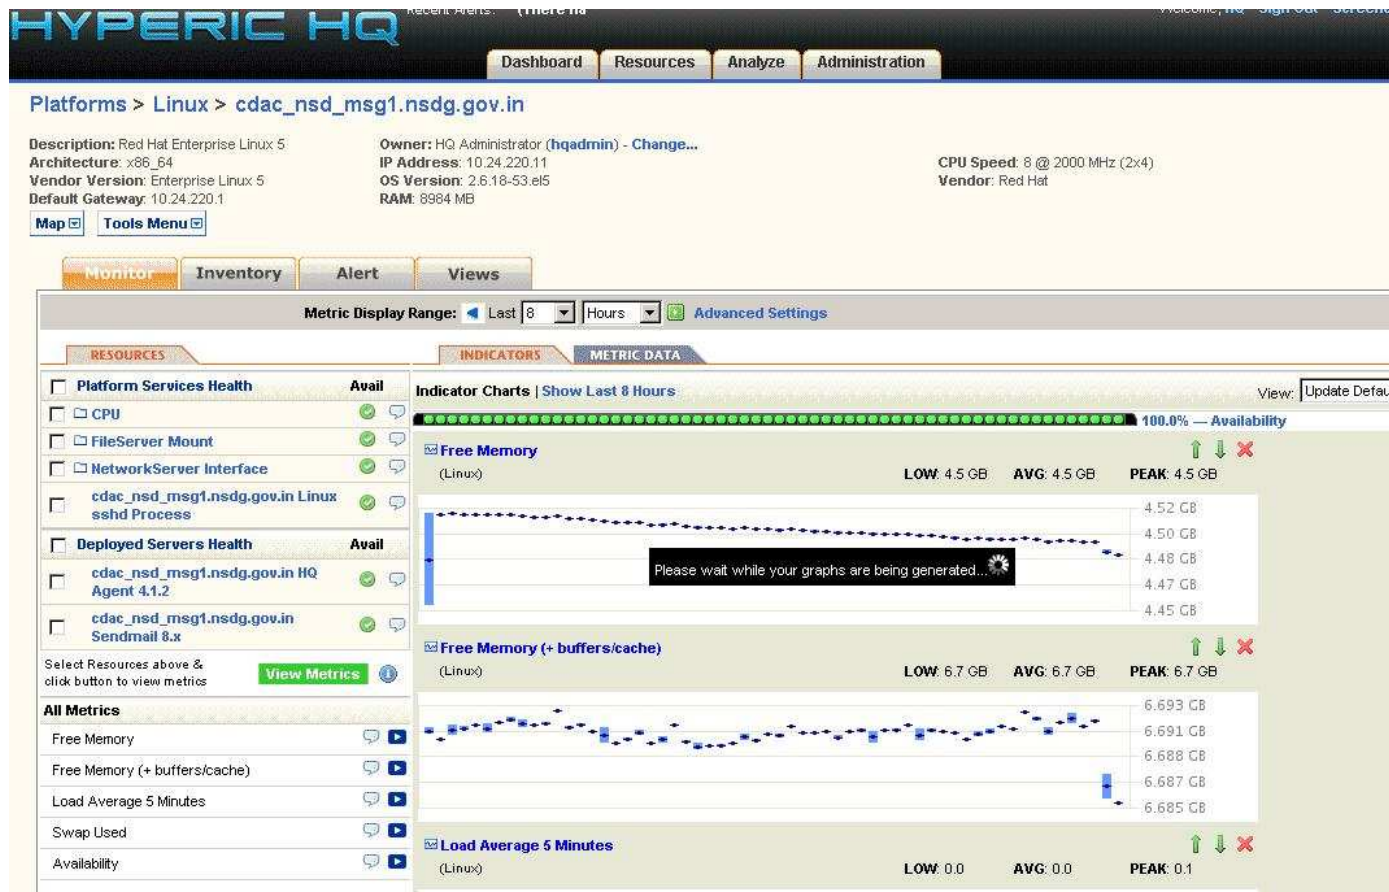 HYPERIC HQ
Recent Alerts: (There ha
Welcome, HQ Sign Out Screenc
Dashboard Resources Analyze Administration
Platforms > Linux > cdac_nsd_msg1.nsdg.gov.in
Description: Red Hat Enterprise Linux 5 Owner: HQ Administrator (hqadmin) - Change...
Architecture: x86_64 IP Address: 10.24.220.11 CPU Speed: 8 @ 2000 MHz (2x4)
Vendor Version: Enterprise Linux 5 OS Version: 2.6.18-53.el5 Vendor: Red Hat
Default Gateway: 10.24.220.1 RAM: 8984 MB
Map Tools Menu
Monitor Inventory Alert Views
Metric Display Range: Last 8 Hours Advanced Settings
RESOURCES
Platform Services Health Avail
CPU
FileServer Mount
NetworkServer Interface
cdac_nsd_msg1.nsdg.gov.in Linux
sshd Process
Deployed Servers Health Avail
cdac_nsd_msg1.nsdg.gov.in HQ
Agent 4.1.2
cdac_nsd_msg1.nsdg.gov.in
Sendmail 8.x
Select Resources above &
click button to view metrics
View Metrics
All Metrics
Free Memory
Free Memory (+ buffers/cache)
Load Average 5 Minutes
Swap Used
Availability
INDICATORS METRIC DATA
Indicator Charts | Show Last 8 Hours View: Update Defau
100.0% — Availability
Free Memory
(Linux) LOW: 4.5 GB AVG: 4.5 GB PEAK: 4.5 GB
4.52 GB
4.50 GB
4.48 GB
4.47 GB
4.45 GB
Please wait while your graphs are being generated...
Free Memory (+ buffers/cache)
(Linux) LOW: 6.7 GB AVG: 6.7 GB PEAK: 6.7 GB
6.693 GB
6.691 GB
6.688 GB
6.687 GB
6.685 GB
Load Average 5 Minutes
(Linux) LOW: 0.0 AVG: 0.0 PEAK: 0.1